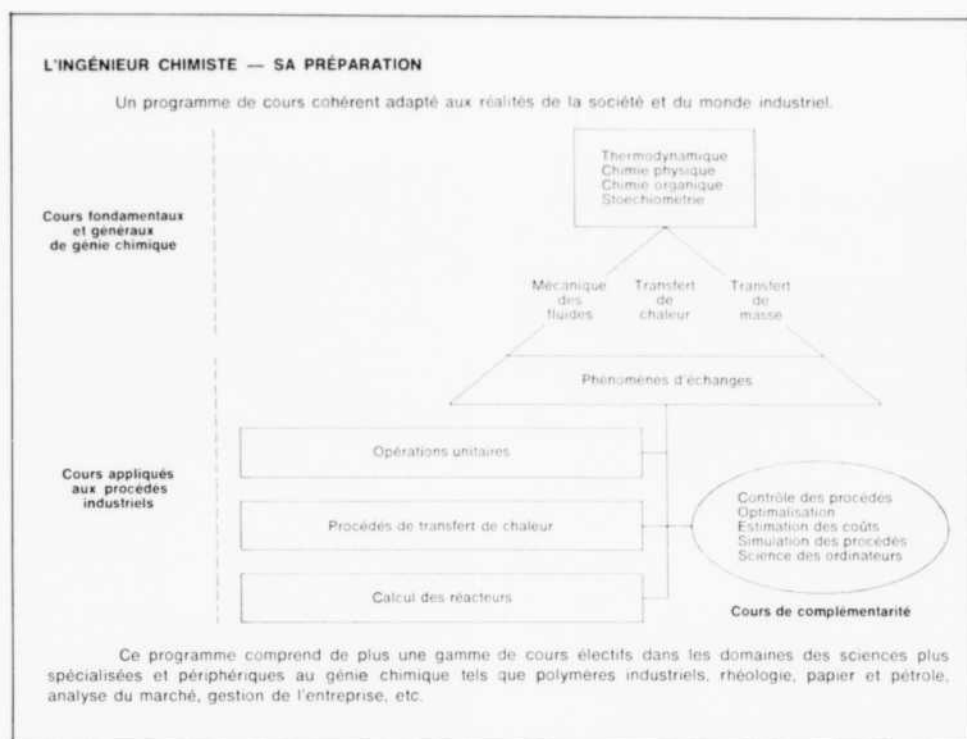 L'INGÉNIEUR CHIMISTE — SA PRÉPARATION
Un programme de cours cohérent adapté aux réalités de la société et du monde industriel.
Thermodynamique
Chimie physique
Chimie organique
Stoechiométrie
Cours fondamentaux
et généraux
de génie chimique
Mécanique
des
fluides
Transfert
de
chaleur
Transfert
de
masse
Phénomènes d'échanges
Cours appliqués
aux procédés
industriels
Opérations unitaires
Procédés de transfert de chaleur
Calcul des réacteurs
Contrôle des procédés
Optimalisation
Estimation des coûts
Simulation des procédés
Science des ordinateurs
Cours de complémentarité
Ce programme comprend de plus une gamme de cours électifs dans les domaines des sciences plus
spécialisées et périphériques au génie chimique tels que polymères industriels, rhéologie, papier et pétrole,
analyse du marché, gestion de l'entreprise, etc.